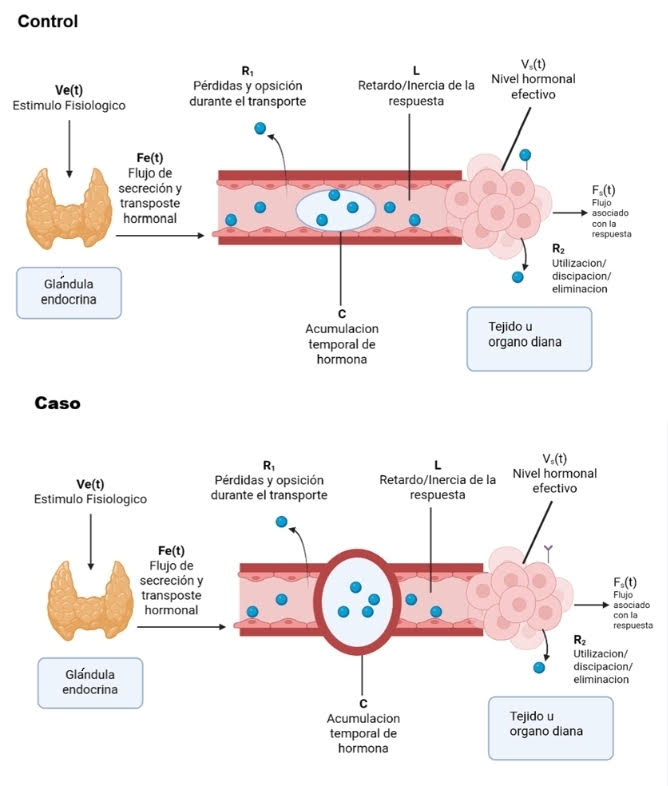 Control
Ve(t)
Estimulo Fisiologico
Fe(t)
Flujo de
secreción y
transposte
hormonal
Glándula
endocrina
R₁
Pérdidas y opsición
durante el transporte
L
Retardo/Inercia de la
respuesta
C
Acumulacion
temporal de
hormona
Vₛ(t)
Nivel hormonal
efectivo
Fₛ(t)
Flujo
asociado
con la
respuesta
R₂
Utilizacion/
discipacion/
eliminacion
Tejido u
organo diana
Caso
Ve(t)
Estimulo Fisiologico
Fe(t)
Flujo de
secreción y
transposte
hormonal
Glándula
endocrina
R₁
Pérdidas y opsición
durante el transporte
L
Retardo/Inercia de la
respuesta
C
Acumulacion
temporal de
hormona
Vₛ(t)
Nivel hormonal
efectivo
Fₛ(t)
Flujo
asociado
con la
respuesta
R₂
Utilizacion/
discipacion/
eliminacion
Tejido u
organo diana